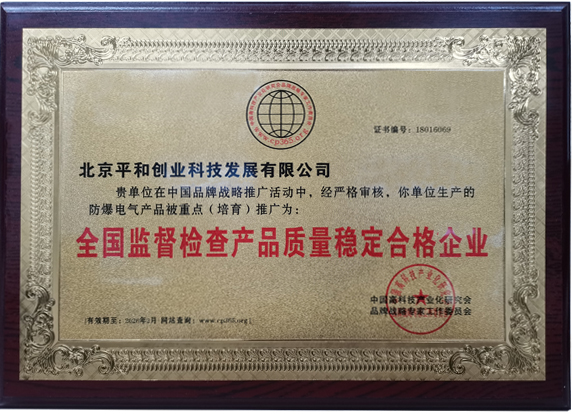 www.cp365.org
证书编号：18016069
北京平和创业科技发展有限公司
贵单位在中国品牌战略推广活动中，经严格审核，你单位生产的
防爆电气产品被重点（培育）推广为：
全国监督检查产品质量稳定合格企业
中国高科技产业化研究会
品牌战略专家工作委员会
[有效期至：2020年2月 网站查询：www.cp365.org]